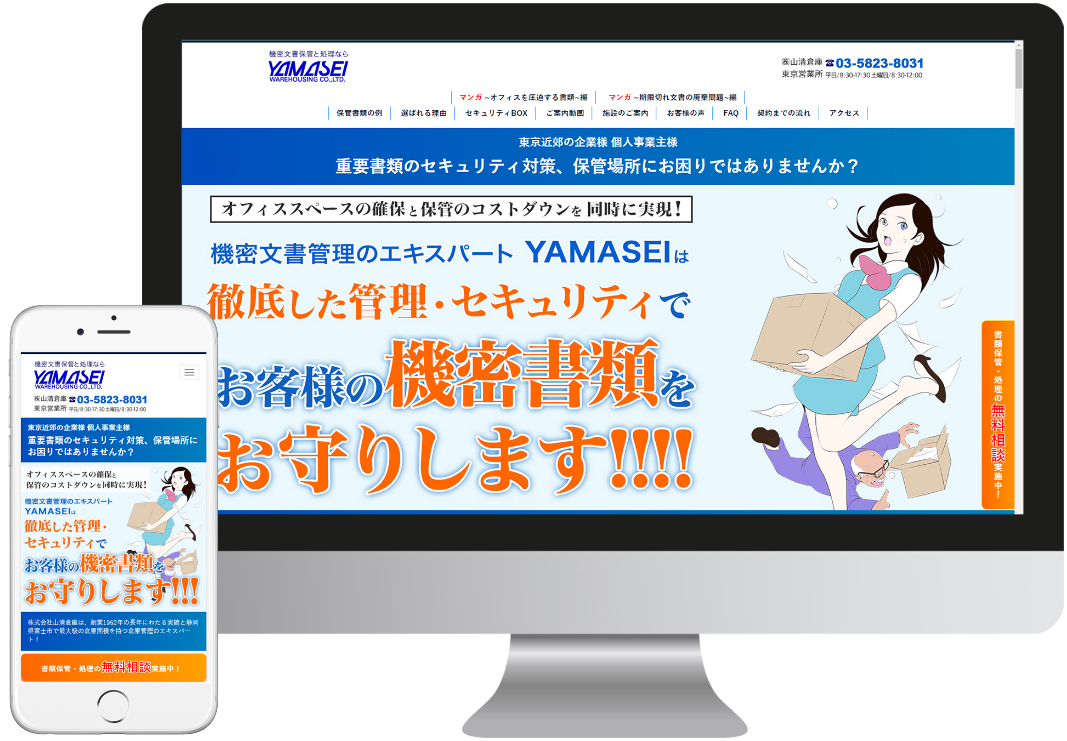 機密文書保管と処理なら
YAMASEI
WAREHOUSING CO.,LTD.
㈱山清倉庫 ☎03-5823-8031
東京営業所 平日/8:30-17:30 土曜日/8:30-12:00
マンガ ~オフィスを圧迫する書類~編
マンガ ~期限切れ文書の廃棄問題~編
保管書類の例
選ばれる理由
セキュリティBOX
ご案内動画
施設のご案内
お客様の声
FAQ
契約までの流れ
アクセス
東京近郊の企業様 個人事業主様
重要書類のセキュリティ対策、保管場所にお困りではありませんか？
オフィススペースの確保と保管のコストダウンを同時に実現！
機密文書管理のエキスパート YAMASEIは
徹底した管理・セキュリティで
お客様の機密書類を
お守りします!!!!
書類保管・処理の無料相談実施中！
機密文書保管と処理なら
YAMASEI
WAREHOUSING CO.,LTD.
㈱山清倉庫 ☎03-5823-8031
東京営業所 平日/8:30-17:30 土曜日/8:30-12:00
東京近郊の企業様 個人事業主様
重要書類のセキュリティ対策、保管場所に
お困りではありませんか？
オフィススペースの確保と
保管のコストダウンを同時に実現！
機密文書管理のエキスパート
YAMASEIは
徹底した管理・
セキュリティで
お客様の機密書類を
お守りします!!!
株式会社山清倉庫は、創業1962年の長年にわたる実績と静岡
県富士市で最大級の倉庫面積を持つ倉庫管理のエキスパー
ト！
書類保管・処理の無料相談実施中！